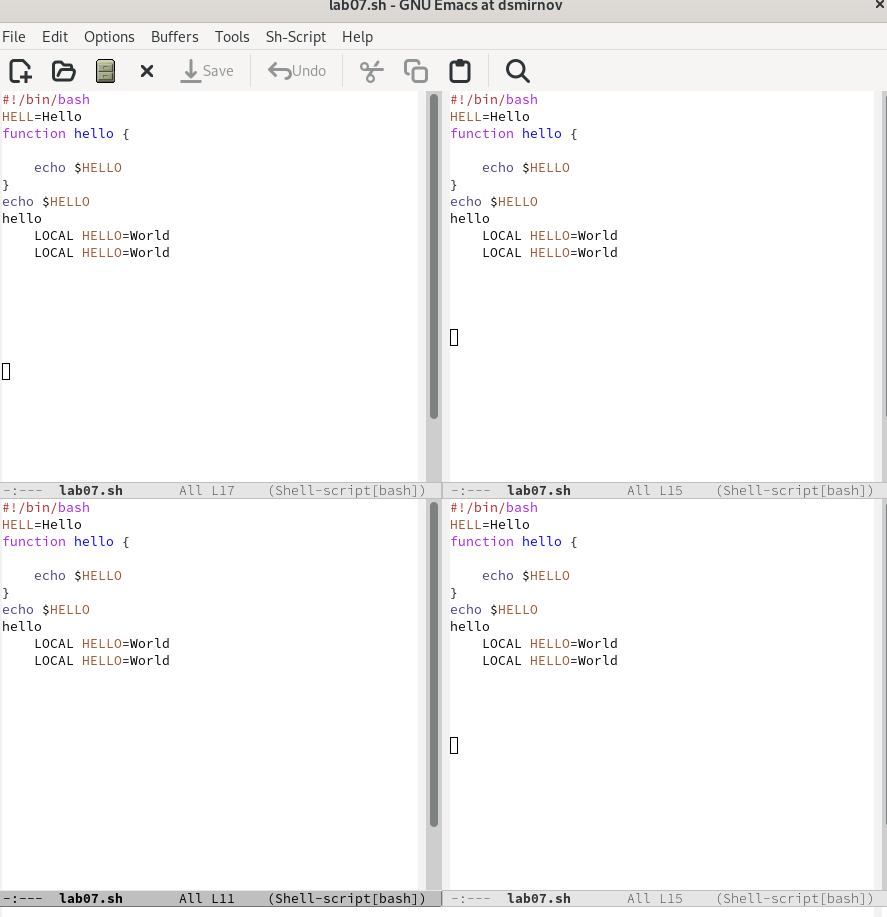 lab07.sh - GNU Emacs at dsmirnov
File Edit Options Buffers Tools Sh-Script Help
Save Undo
#!/bin/bash
HELL=Hello
function hello {
    echo $HELLO
}
echo $HELLO
hello
    LOCAL HELLO=World
    LOCAL HELLO=World
-:--- lab07.sh All L17 (Shell-script[bash])
#!/bin/bash
HELL=Hello
function hello {
    echo $HELLO
}
echo $HELLO
hello
    LOCAL HELLO=World
    LOCAL HELLO=World
-:--- lab07.sh All L15 (Shell-script[bash])
#!/bin/bash
HELL=Hello
function hello {
    echo $HELLO
}
echo $HELLO
hello
    LOCAL HELLO=World
    LOCAL HELLO=World
-:--- lab07.sh All L11 (Shell-script[bash])
#!/bin/bash
HELL=Hello
function hello {
    echo $HELLO
}
echo $HELLO
hello
    LOCAL HELLO=World
    LOCAL HELLO=World
-:--- lab07.sh All L15 (Shell-script[bash])